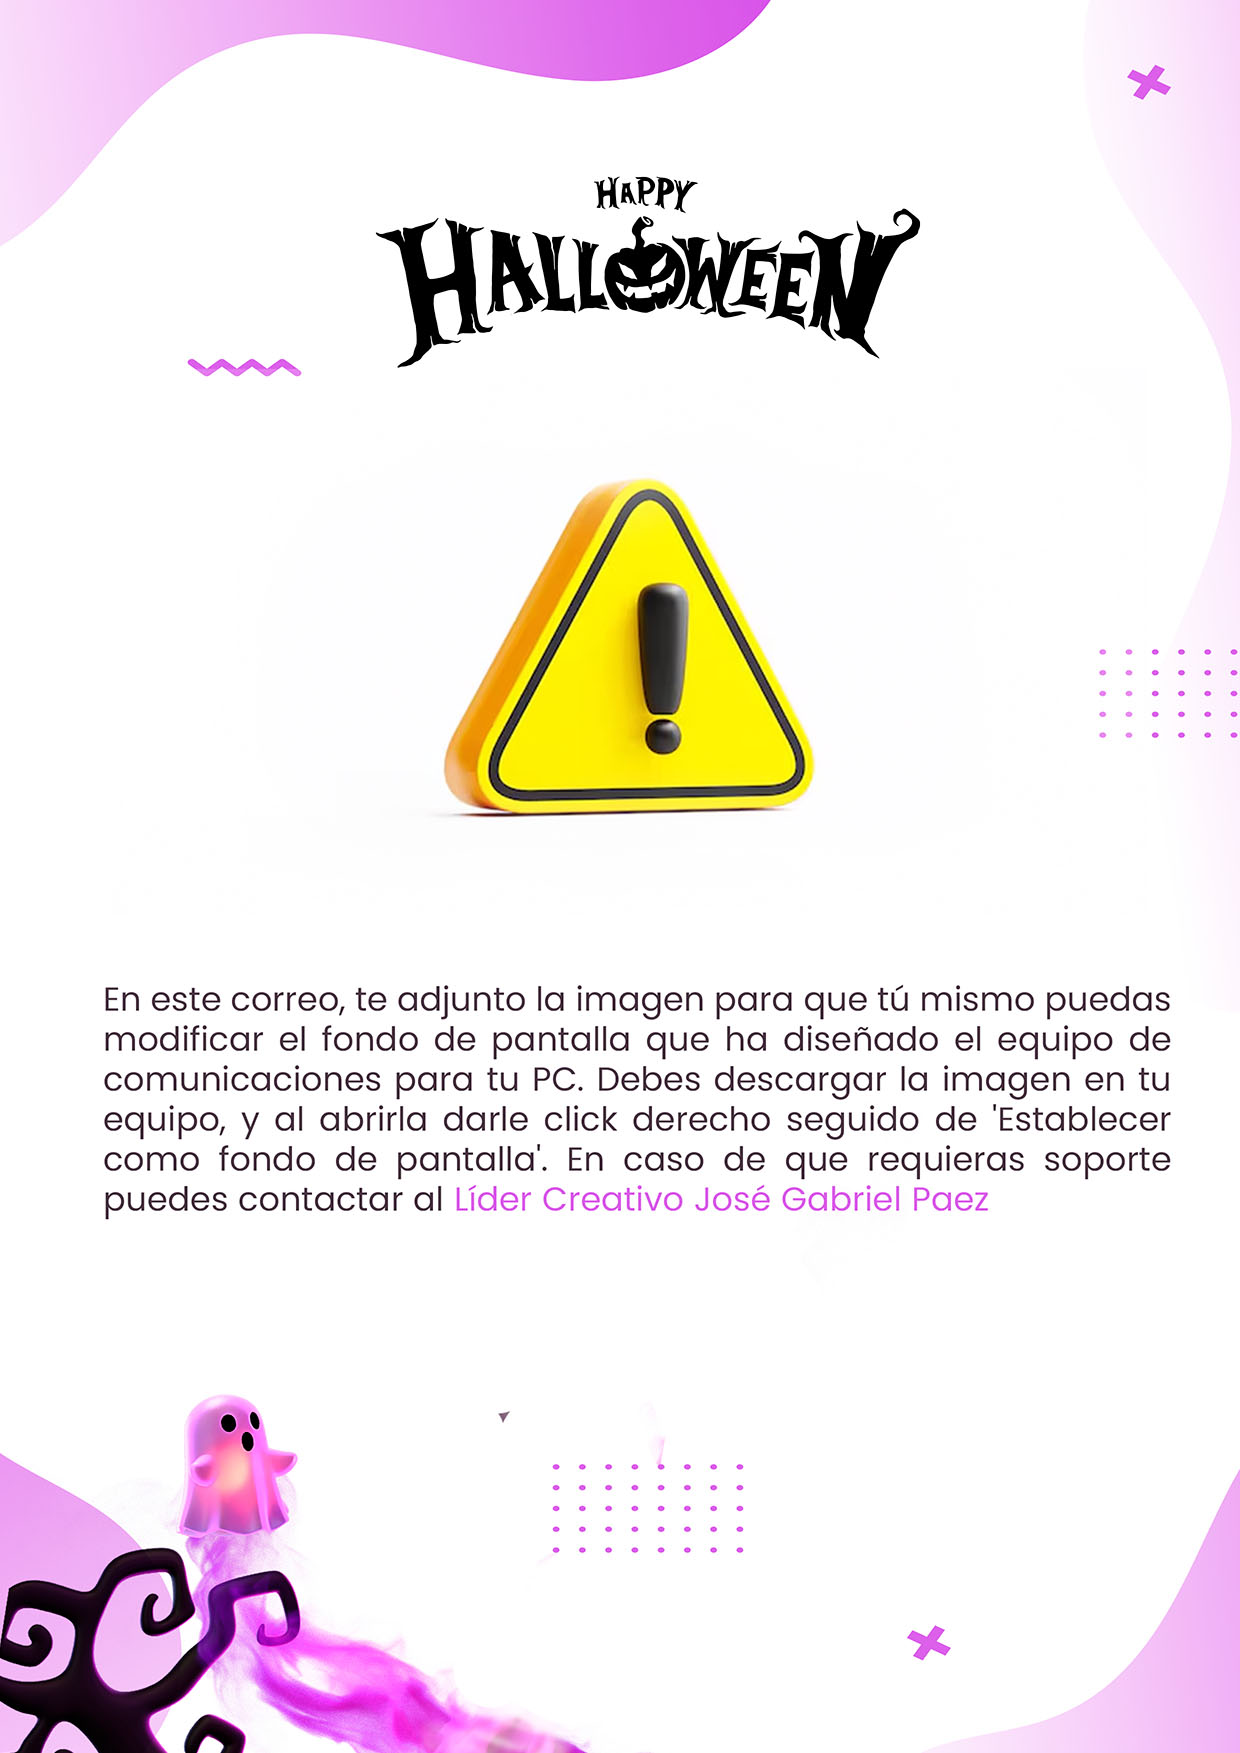 HAPPY
HALLOWEEN
En este correo, te adjunto la imagen para que tú mismo puedas
modificar el fondo de pantalla que ha diseñado el equipo de
comunicaciones para tu PC. Debes descargar la imagen en tu
equipo, y al abrirla darle click derecho seguido de 'Establecer
como fondo de pantalla'. En caso de que requieras soporte
puedes contactar al Líder Creativo José Gabriel Paez